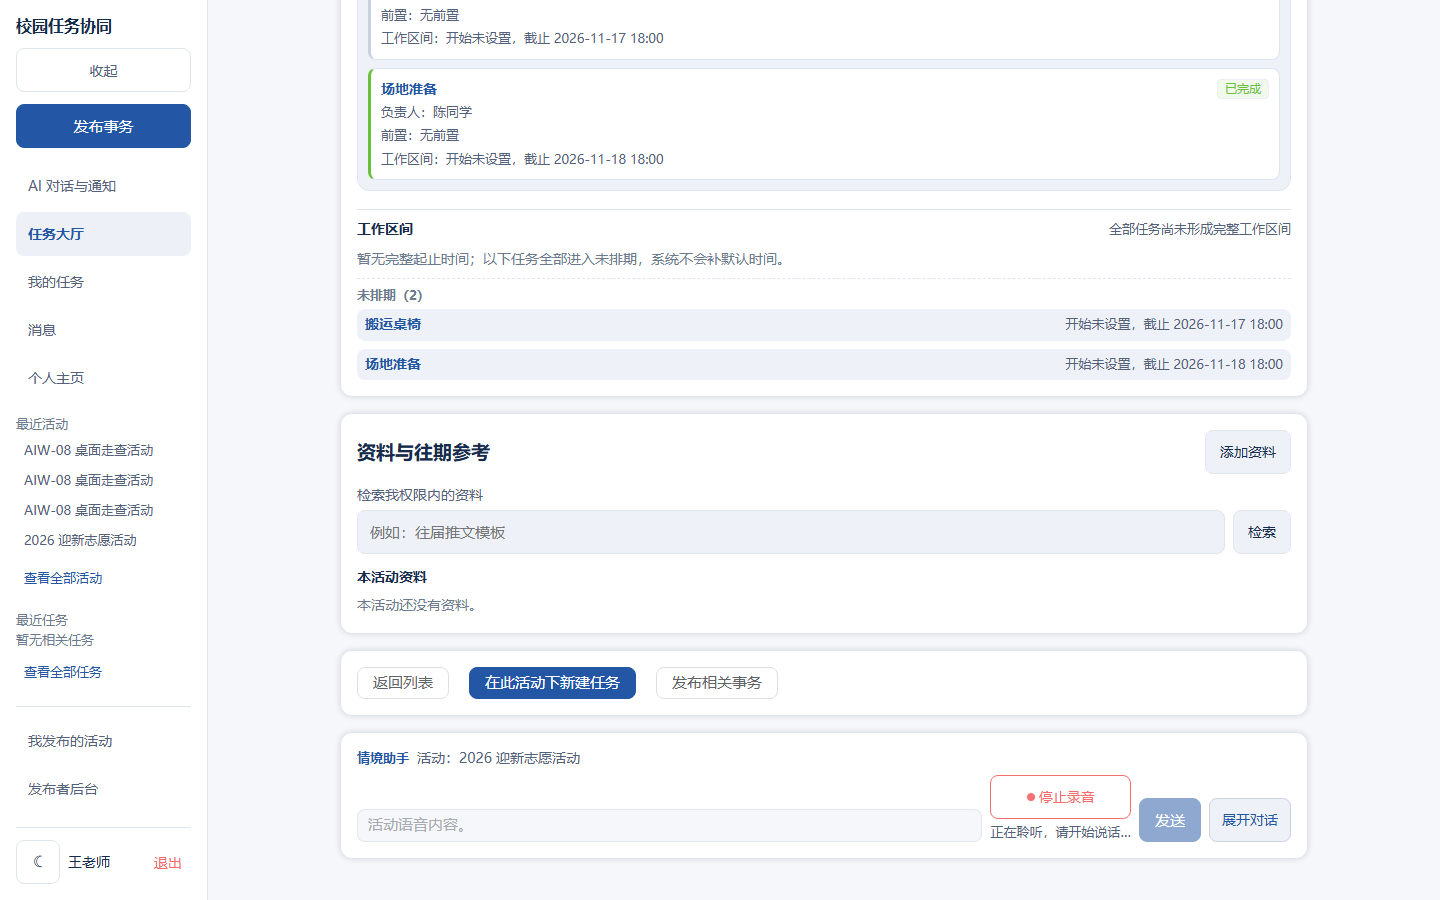 校园任务协同
收起
发布事务
AI 对话与通知
任务大厅
我的任务
消息
个人主页
最近活动
AIW-08 桌面走查活动
AIW-08 桌面走查活动
AIW-08 桌面走查活动
2026 迎新志愿活动
查看全部活动
最近任务
暂无相关任务
查看全部任务
我发布的活动
发布者后台
王老师
退出
前置：无前置
工作区间：开始未设置，截止 2026-11-17 18:00
场地准备
已完成
负责人：陈同学
前置：无前置
工作区间：开始未设置，截止 2026-11-18 18:00
工作区间
全部任务尚未形成完整工作区间
暂无完整起止时间；以下任务全部进入未排期，系统不会补默认时间。
未排期（2）
搬运桌椅
开始未设置，截止 2026-11-17 18:00
场地准备
开始未设置，截止 2026-11-18 18:00
资料与往期参考
添加资料
检索我权限内的资料
例如：往届推文模板
检索
本活动资料
本活动还没有资料。
返回列表
在此活动下新建任务
发布相关事务
情境助手 活动：2026 迎新志愿活动
活动语音内容。
停止录音
正在聆听，请开始说话...
发送
展开对话